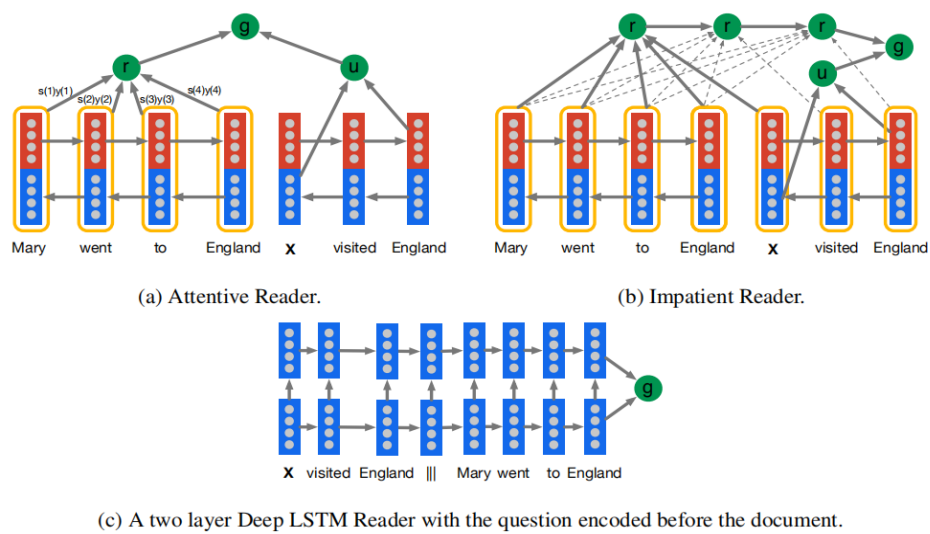 g
r
u
s(1)y(1)
s(2)y(2)
s(3)y(3)
s(4)y(4)
Mary went to England X visited England
(a) Attentive Reader.
r r r
g
u
Mary went to England X visited England
(b) Impatient Reader.
g
X visited England ||| Mary went to England
(c) A two layer Deep LSTM Reader with the question encoded before the document.